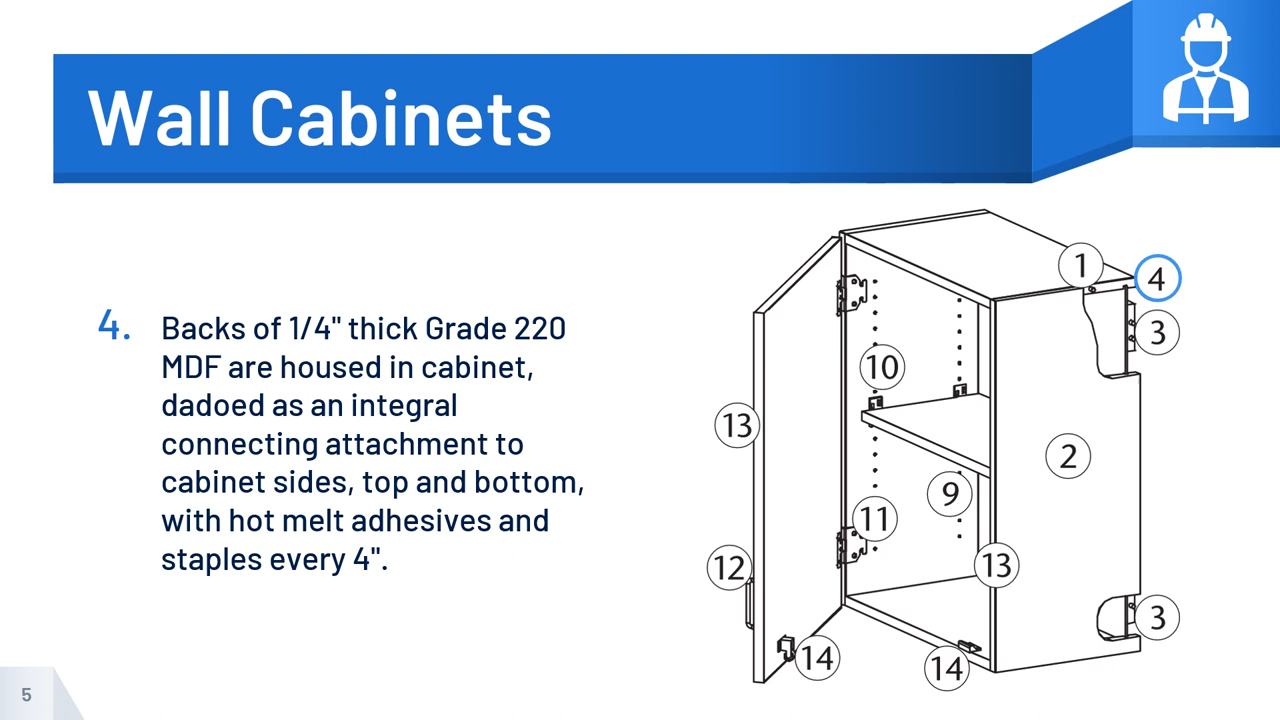 Wall Cabinets
4. Backs of 1/4" thick Grade 220
MDF are housed in cabinet,
dadoed as an integral
connecting attachment to
cabinet sides, top and bottom,
with hot melt adhesives and
staples every 4".
1
4
3
10
13
2
9
11
12
13
3
14
14
5